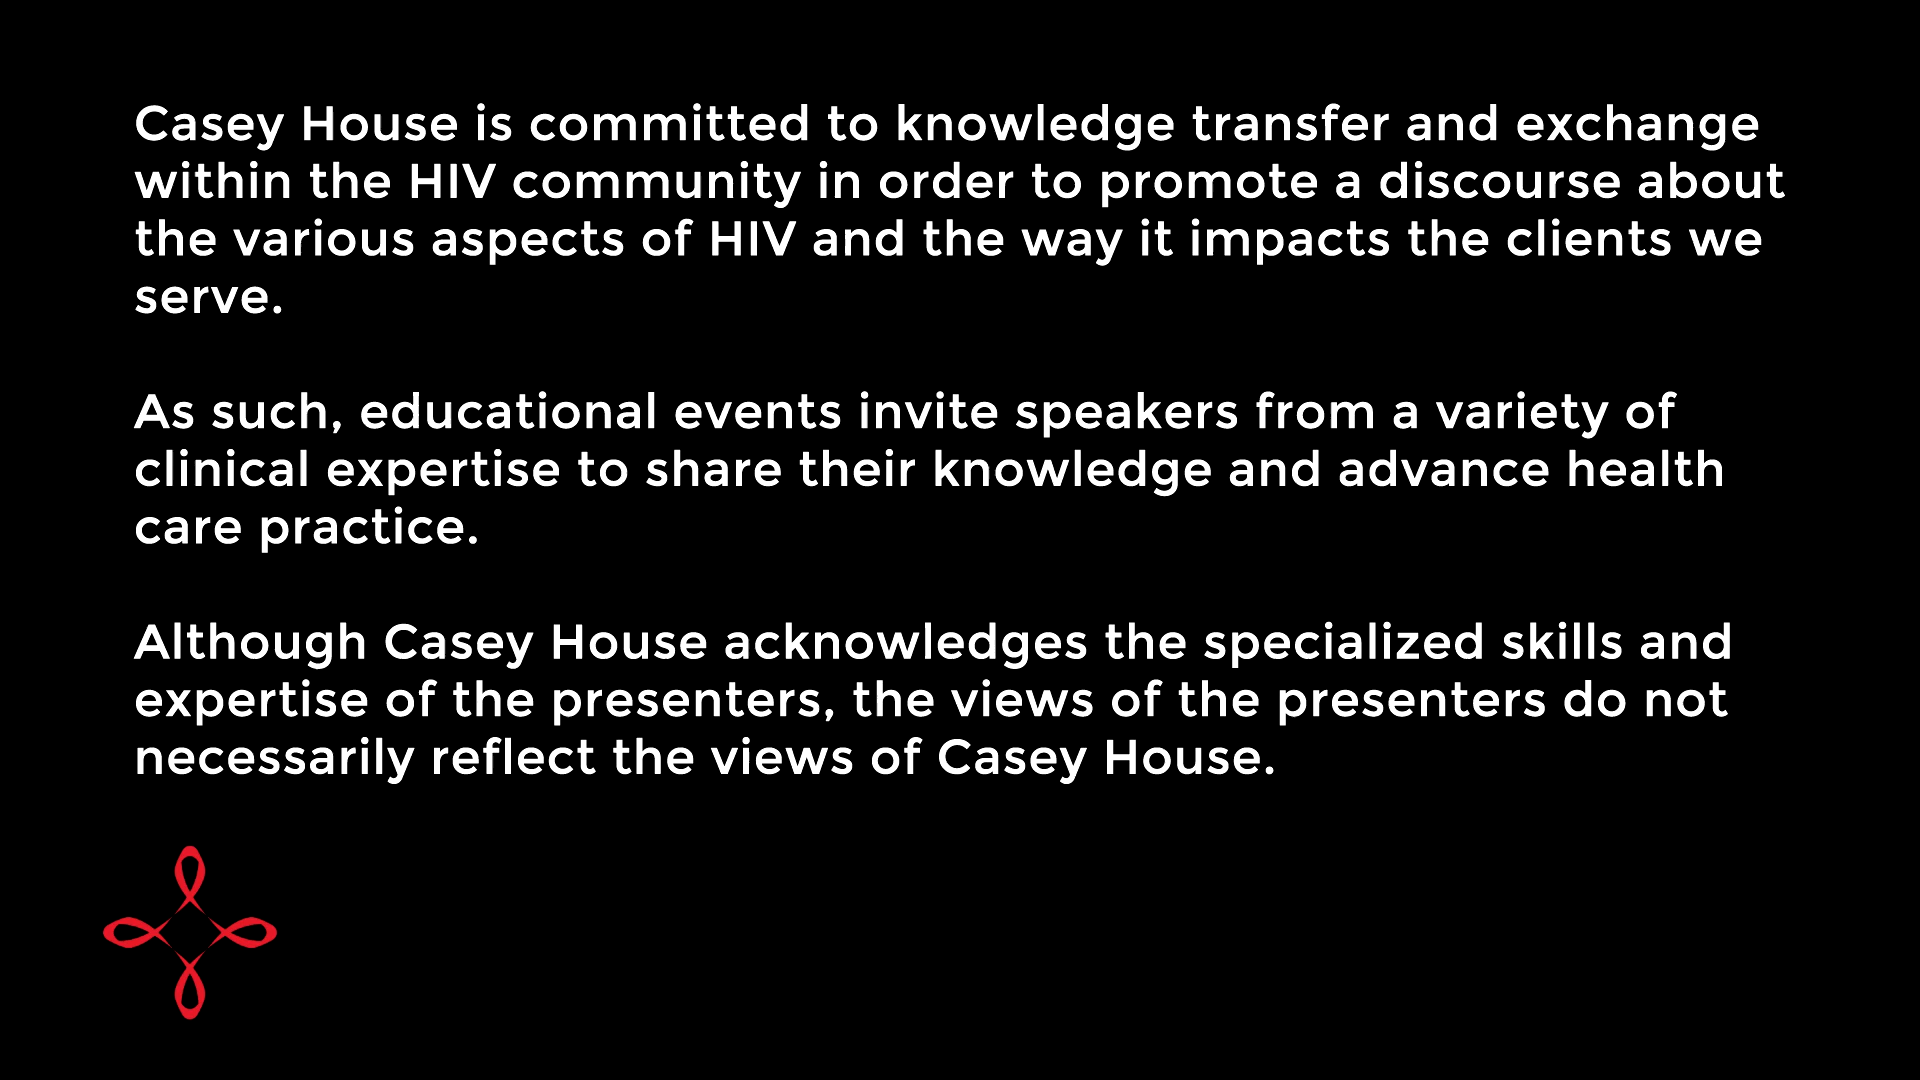 Casey House is committed to knowledge transfer and exchange
within the HIV community in order to promote a discourse about
the various aspects of HIV and the way it impacts the clients we
serve.
As such, educational events invite speakers from a variety of
clinical expertise to share their knowledge and advance health
care practice.
Although Casey House acknowledges the specialized skills and
expertise of the presenters, the views of the presenters do not
necessarily reflect the views of Casey House.